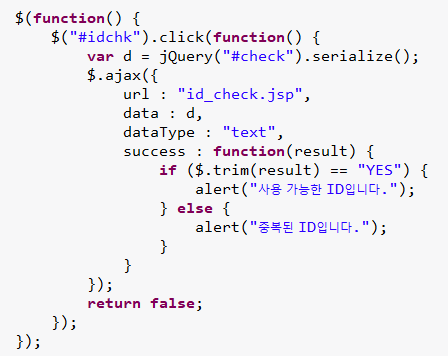 $(function() {
    $("#idchk").click(function() {
        var d = jQuery("#check").serialize();
        $.ajax({
            url : "id_check.jsp",
            data : d,
            dataType : "text",
            success : function(result) {
                if ($.trim(result) == "YES") {
                    alert("사용 가능한 ID입니다.");
                } else {
                    alert("중복된 ID입니다.");
                }
            }
        });
        return false;
    });
});